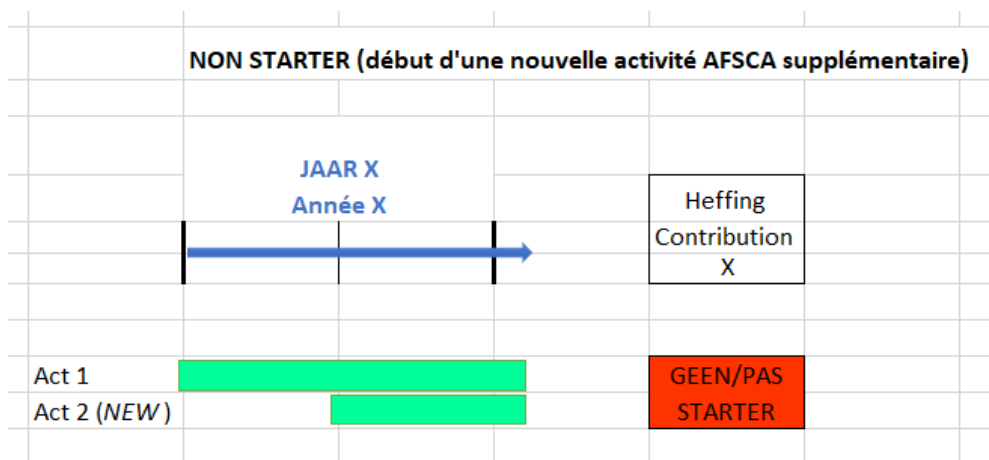 NON STARTER (début d'une nouvelle activité AFSCA supplémentaire)
JAAR X
Année X
Heffing
Contribution
X
Act 1
GEEN/PAS
Act 2 (NEW)
STARTER